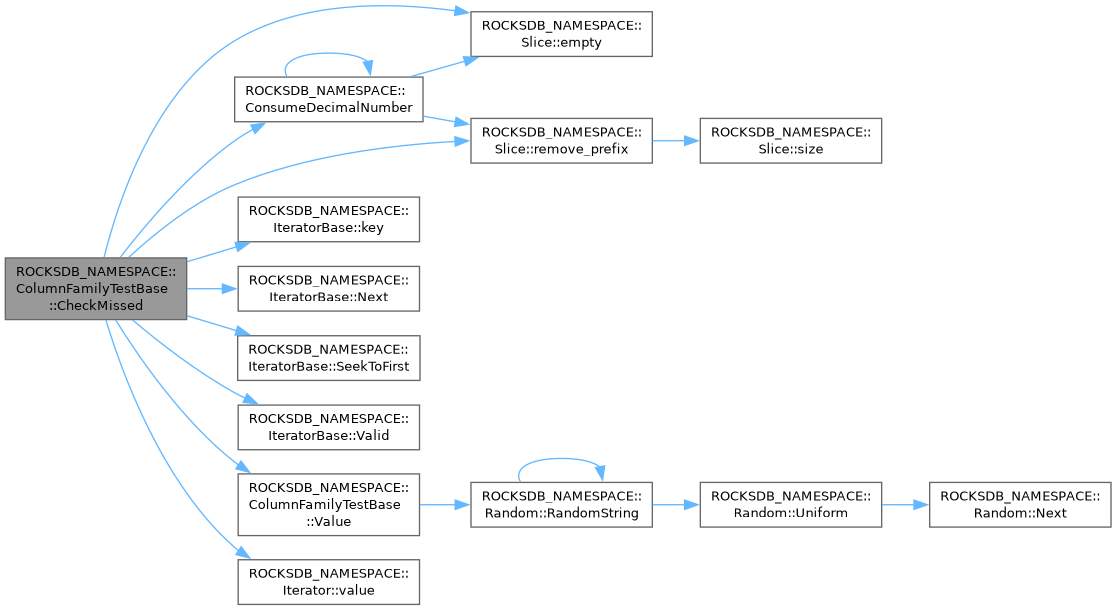 ROCKSDB_NAMESPACE::
ColumnFamilyTestBase
::CheckMissed
ROCKSDB_NAMESPACE::
Slice::empty
ROCKSDB_NAMESPACE::
ConsumeDecimalNumber
ROCKSDB_NAMESPACE::
Slice::remove_prefix
ROCKSDB_NAMESPACE::
Slice::size
ROCKSDB_NAMESPACE::
IteratorBase::key
ROCKSDB_NAMESPACE::
IteratorBase::Next
ROCKSDB_NAMESPACE::
IteratorBase::SeekToFirst
ROCKSDB_NAMESPACE::
IteratorBase::Valid
ROCKSDB_NAMESPACE::
ColumnFamilyTestBase
::Value
ROCKSDB_NAMESPACE::
Random::RandomString
ROCKSDB_NAMESPACE::
Random::Uniform
ROCKSDB_NAMESPACE::
Random::Next
ROCKSDB_NAMESPACE::
Iterator::value